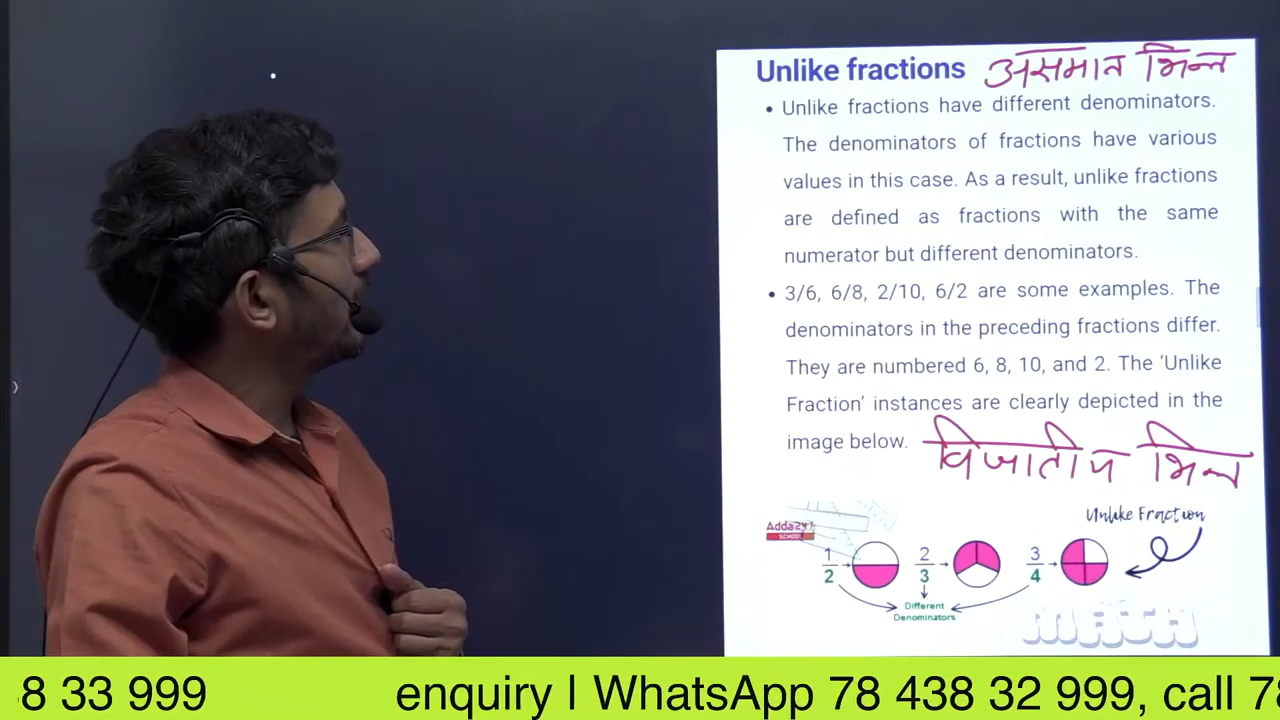 Unlike fractions असमान भिन्न
• Unlike fractions have different denominators.
The denominators of fractions have various
values in this case. As a result, unlike fractions
are defined as fractions with the same
numerator but different denominators.
• 3/6, 6/8, 2/10, 6/2 are some examples. The
denominators in the preceding fractions differ.
They are numbered 6, 8, 10, and 2. The ‘Unlike
Fraction’ instances are clearly depicted in the
image below.
विजातीय भिन्न
Unlike Fraction
Adda247
SCHOOL
1/2 2/3 3/4
Different
Denominators
MATH
8 33 999 enquiry | WhatsApp 78 438 32 999, call 78